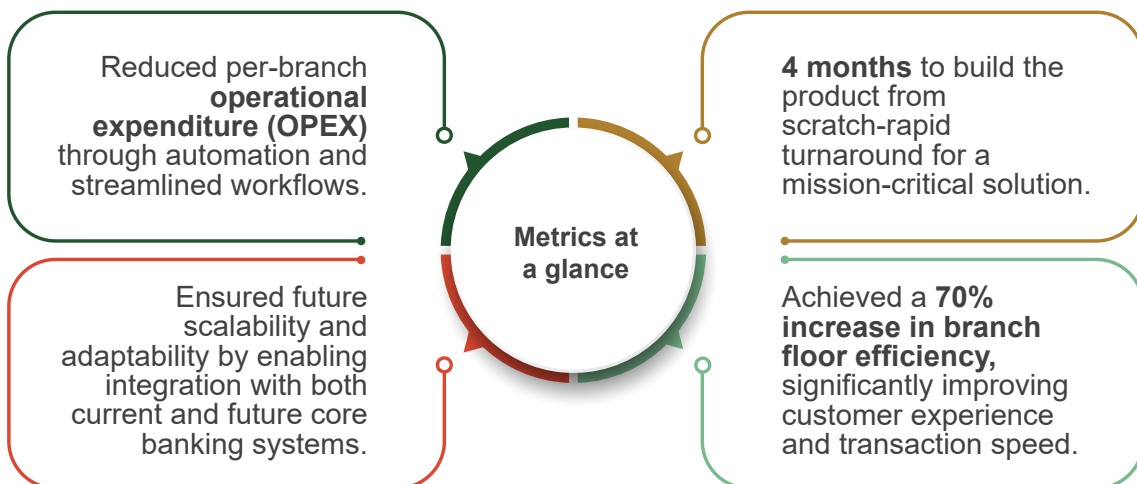 Reduced per-branch
operational
expenditure (OPEX)
through automation and
streamlined workflows.
4 months to build the
product from
scratch-rapid
turnaround for a
mission-critical solution.
Metrics at
a glance
Ensured future
scalability and
adaptability by enabling
integration with both
current and future core
banking systems.
Achieved a 70%
increase in branch
floor efficiency,
significantly improving
customer experience
and transaction speed.